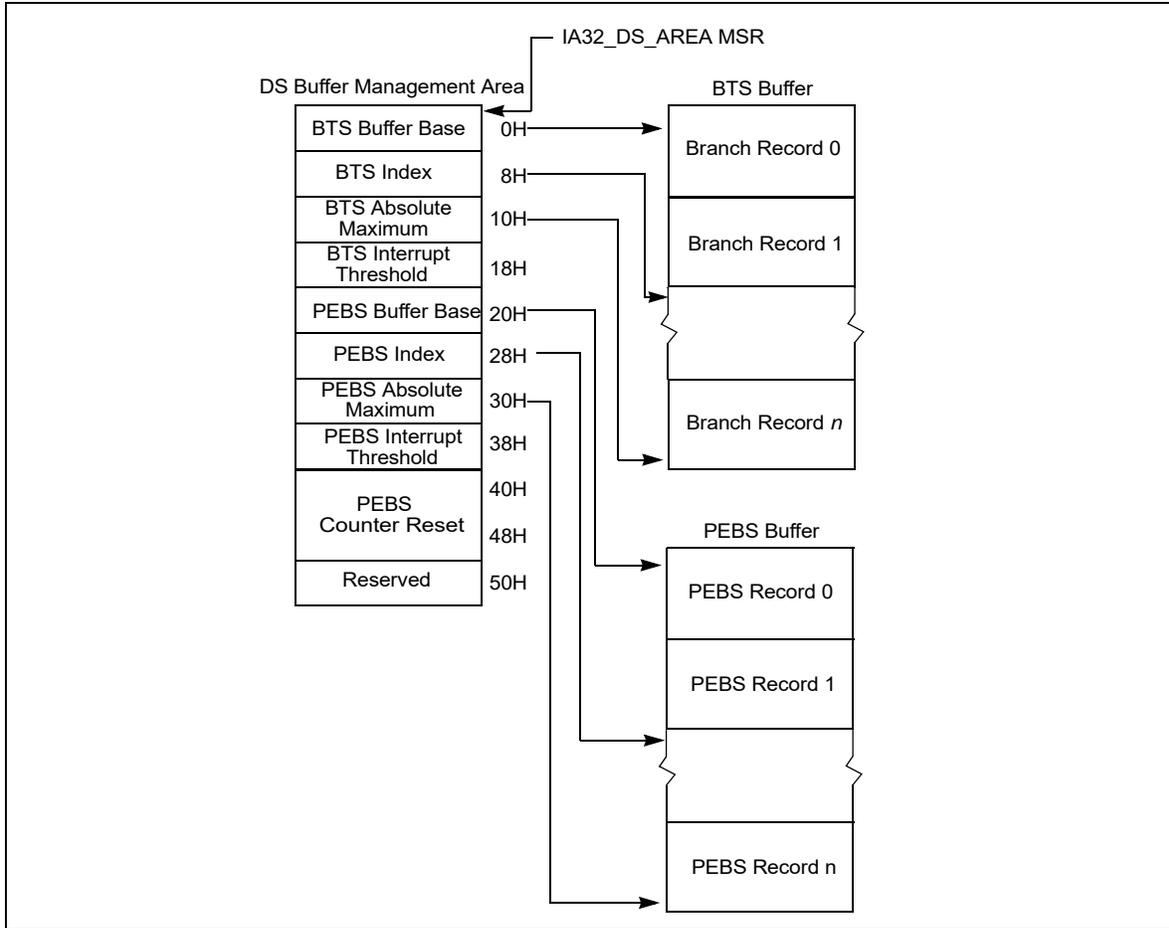 IA32_DS_AREA MSR
DS Buffer Management Area
BTS Buffer Base
0H
BTS Index
8H
BTS Absolute
Maximum
10H
BTS Interrupt
Threshold
18H
PEBS Buffer Base
20H
PEBS Index
28H
PEBS Absolute
Maximum
30H
PEBS Interrupt
Threshold
38H
PEBS
Counter Reset
40H
48H
Reserved
50H
BTS Buffer
Branch Record 0
Branch Record 1
Branch Record n
PEBS Buffer
PEBS Record 0
PEBS Record 1
PEBS Record n